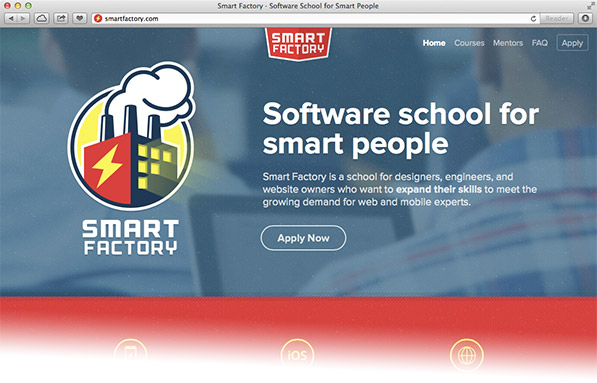 Smart Factory - Software School for Smart People
smartfactory.com
Reader
SMART
FACTORY
Home Courses Mentors FAQ Apply
Software school for
smart people
Smart Factory is a school for designers, engineers, and
website owners who want to expand their skills to meet the
growing demand for web and mobile experts.
Apply Now
SMART
FACTORY
iOS